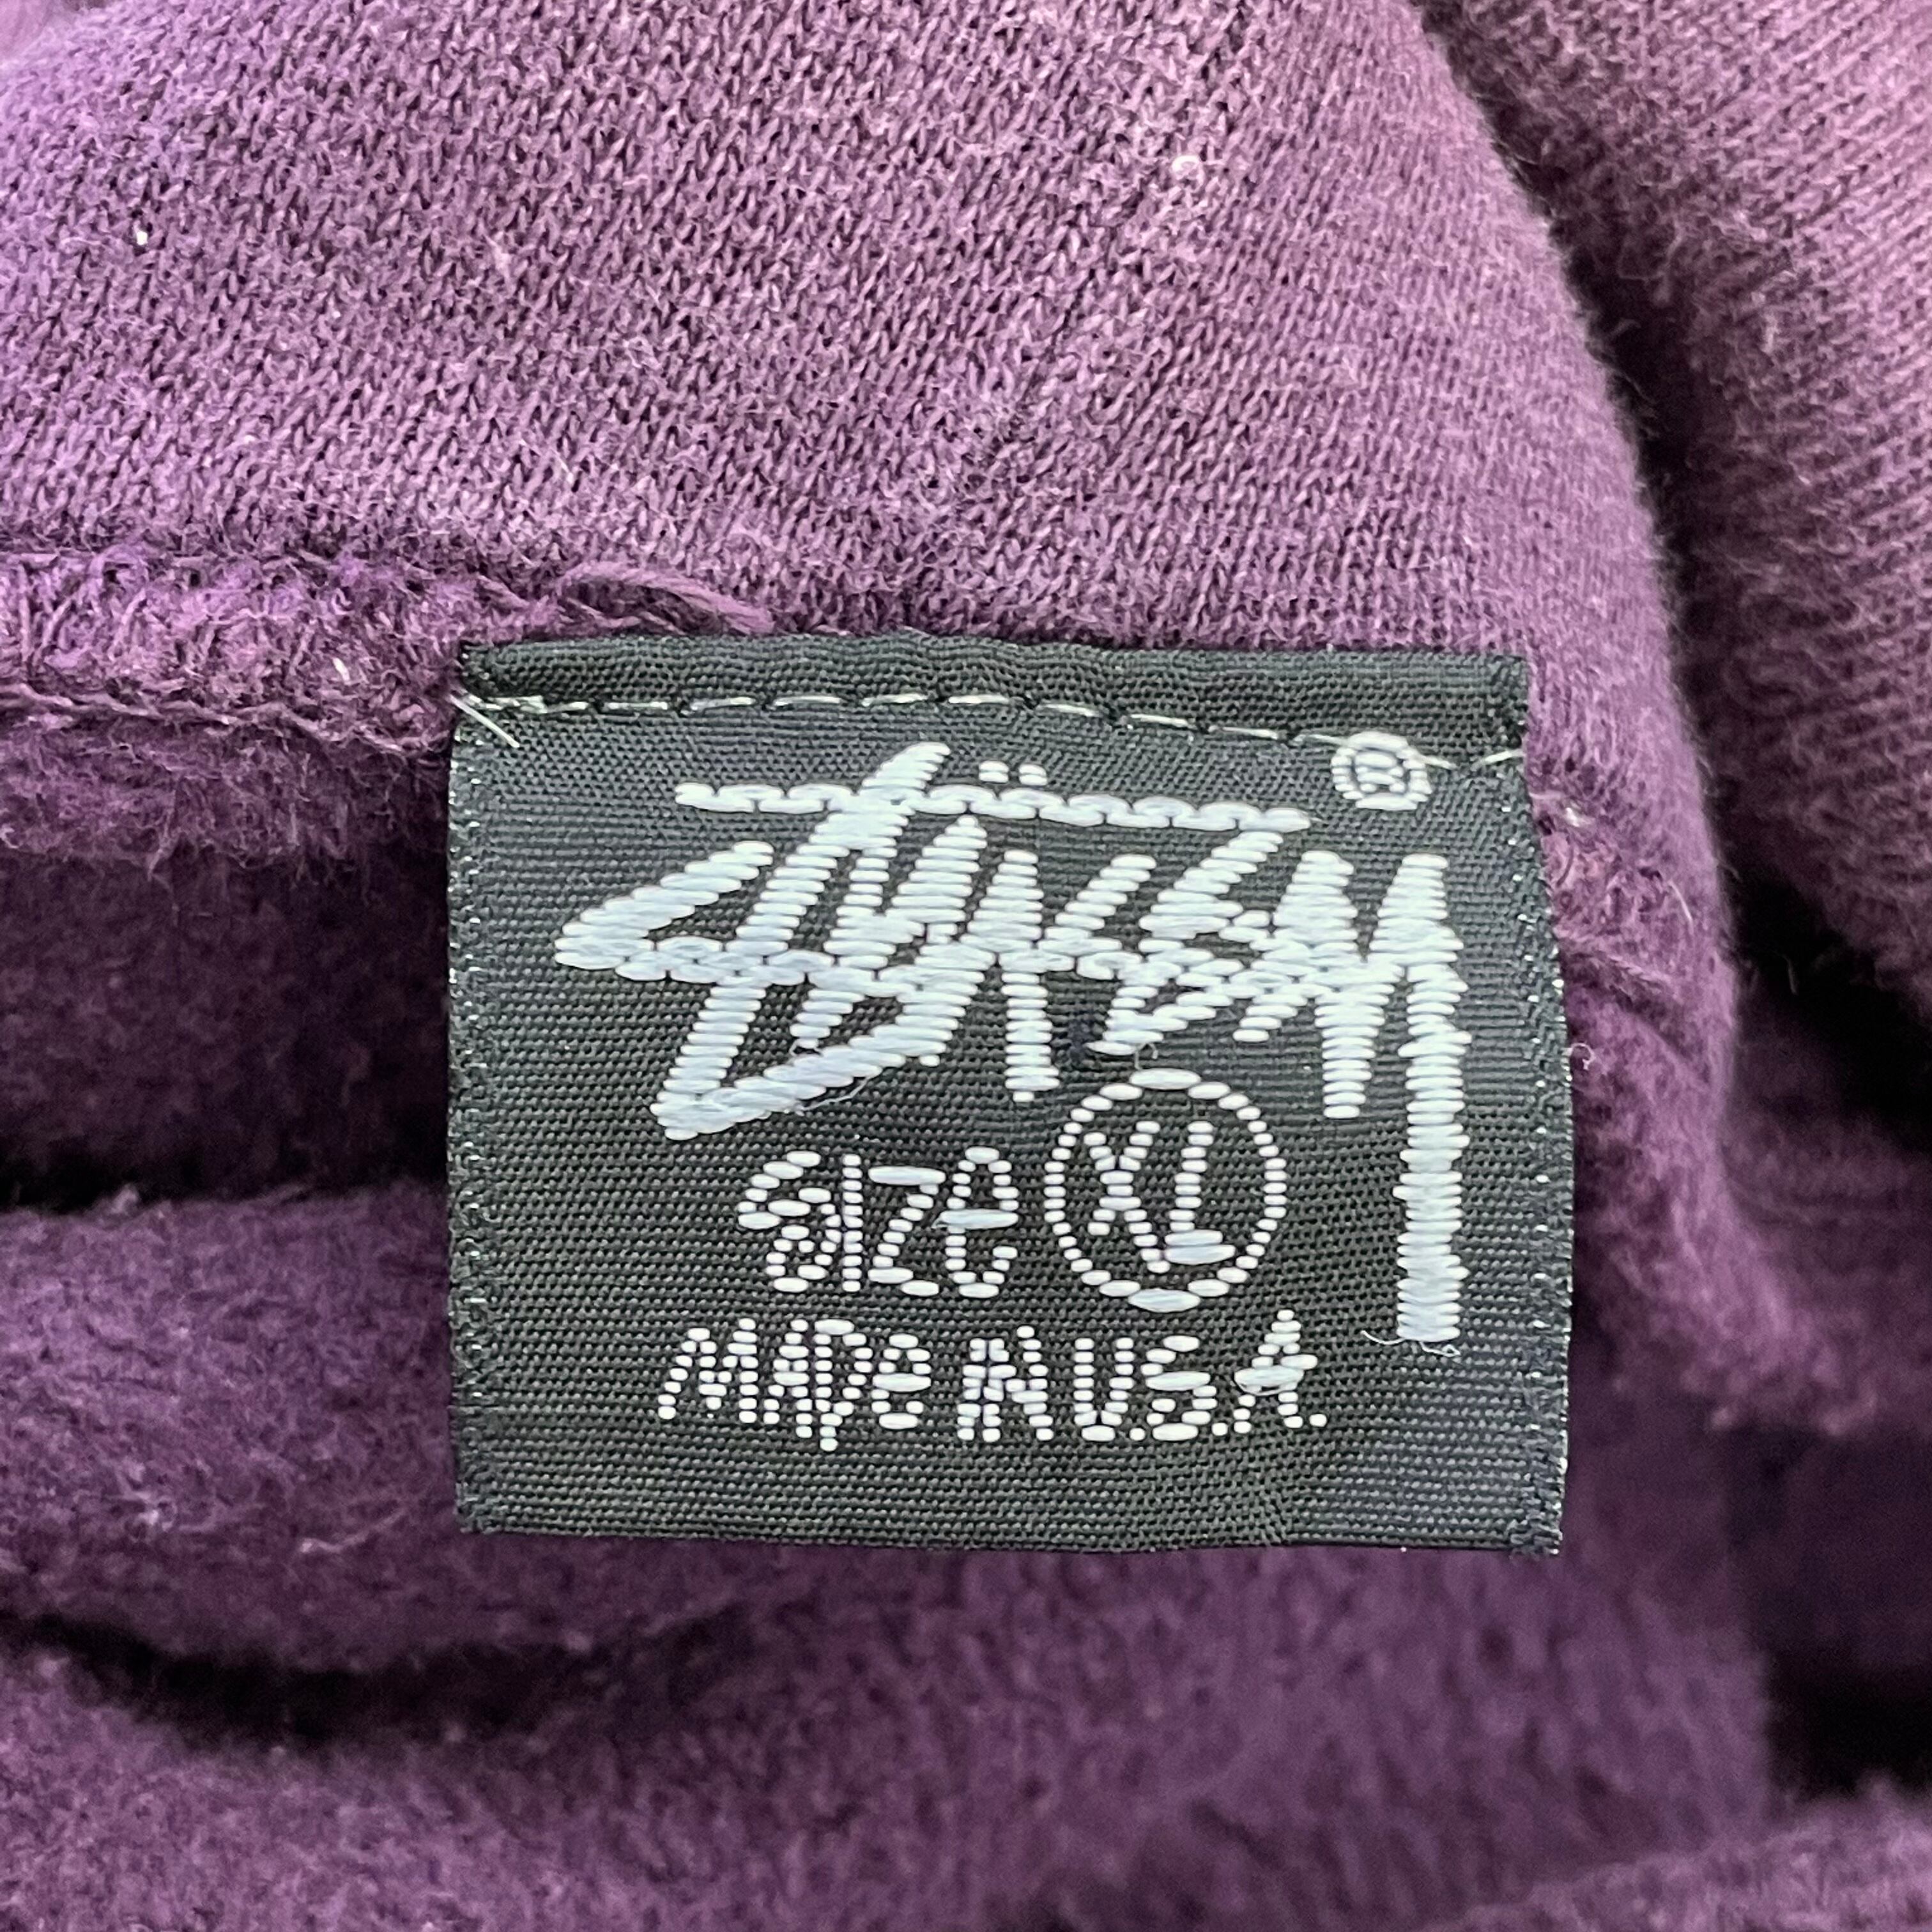 Stüssy ®
SIZE XL
MADE IN U.S.A.